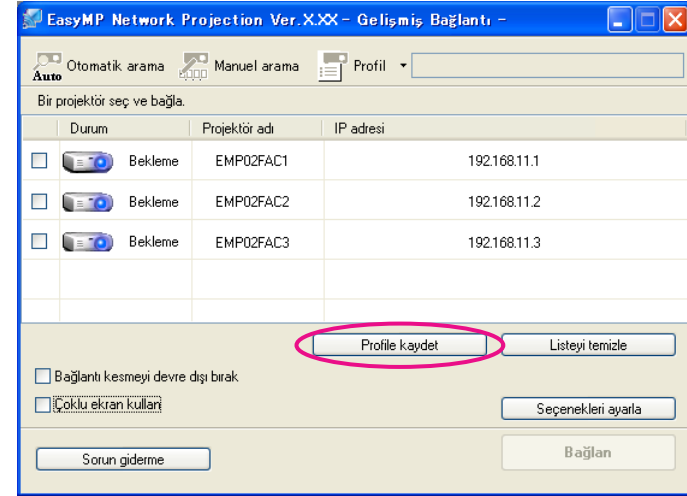 EasyMP Network Projection Ver.X.XX – Gelişmiş Bağlantı –
Auto Otomatik arama Manuel arama Profil
Bir projektör seç ve bağla.
Durum Projektör adı IP adresi
Bekleme EMP02FAC1 192.168.11.1
Bekleme EMP02FAC2 192.168.11.2
Bekleme EMP02FAC3 192.168.11.3
Profile kaydet Listeyi temizle
Bağlantı kesmeyi devre dışı bırak
Çoklu ekran kullan
Seçenekleri ayarla
Sorun giderme Bağlan